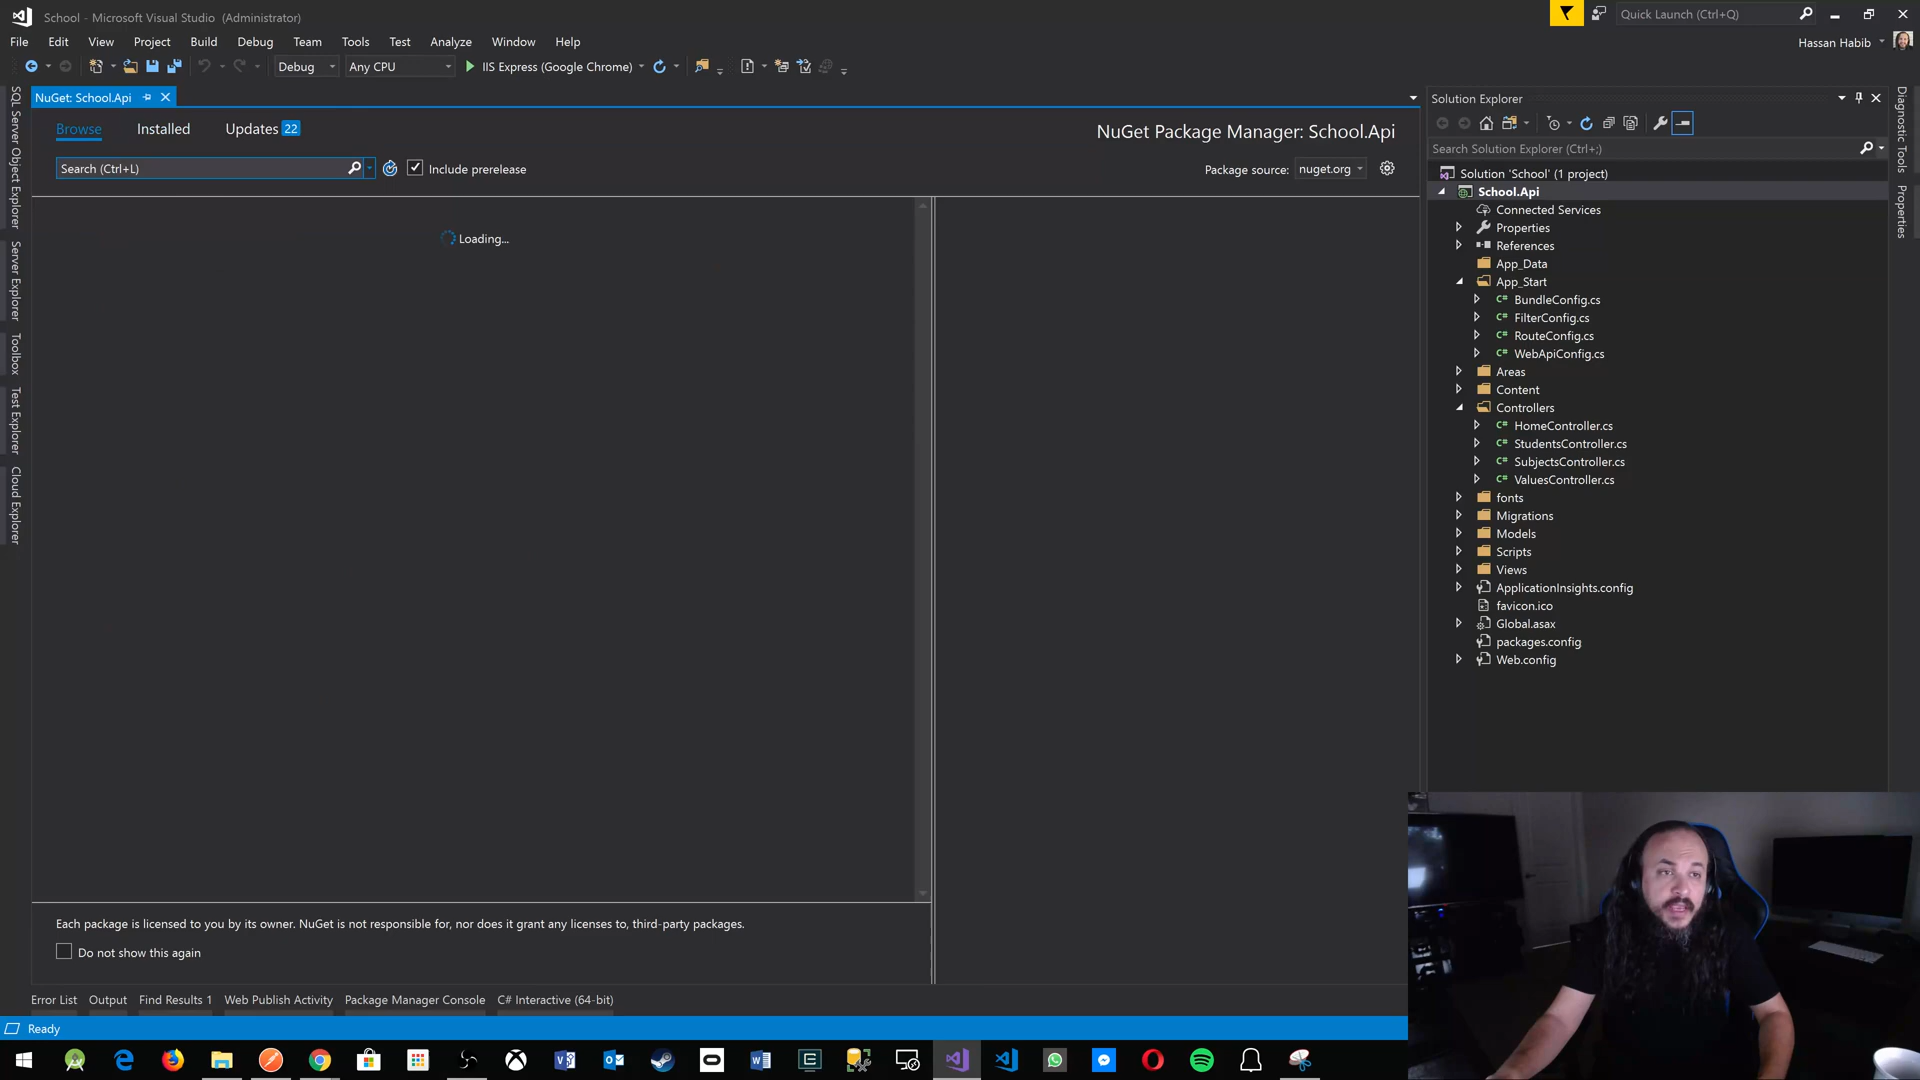 School - Microsoft Visual Studio (Administrator)
Quick Launch (Ctrl+Q)
File Edit View Project Build Debug Team Tools Test Analyze Window Help
Hassan Habib
Debug Any CPU IIS Express (Google Chrome)
NuGet: School.Api
Browse Installed Updates 22
NuGet Package Manager: School.Api
Search (Ctrl+L) Include prerelease
Package source: nuget.org
Loading...
Each package is licensed to you by its owner. NuGet is not responsible for, nor does it grant any licenses to, third-party packages.
Do not show this again
Error List Output Find Results 1 Web Publish Activity Package Manager Console C# Interactive (64-bit)
Ready
SQL Server Object Explorer
Server Explorer
Toolbox
Test Explorer
Cloud Explorer
Solution Explorer
Search Solution Explorer (Ctrl+;)
Solution 'School' (1 project)
School.Api
Connected Services
Properties
References
App_Data
App_Start
C# BundleConfig.cs
C# FilterConfig.cs
C# RouteConfig.cs
C# WebApiConfig.cs
Areas
Content
Controllers
C# HomeController.cs
C# StudentsController.cs
C# SubjectsController.cs
C# ValuesController.cs
fonts
Migrations
Models
Scripts
Views
ApplicationInsights.config
favicon.ico
Global.asax
packages.config
Web.config
Diagnostic Tools
Properties